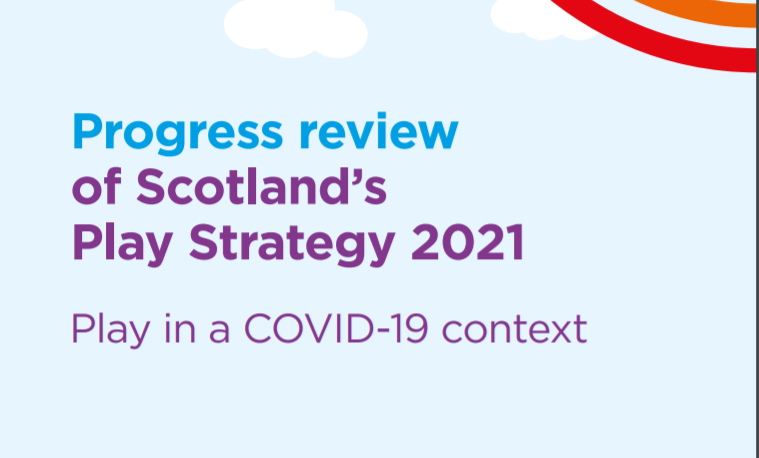 Progress review
of Scotland’s
Play Strategy 2021
Play in a COVID-19 context